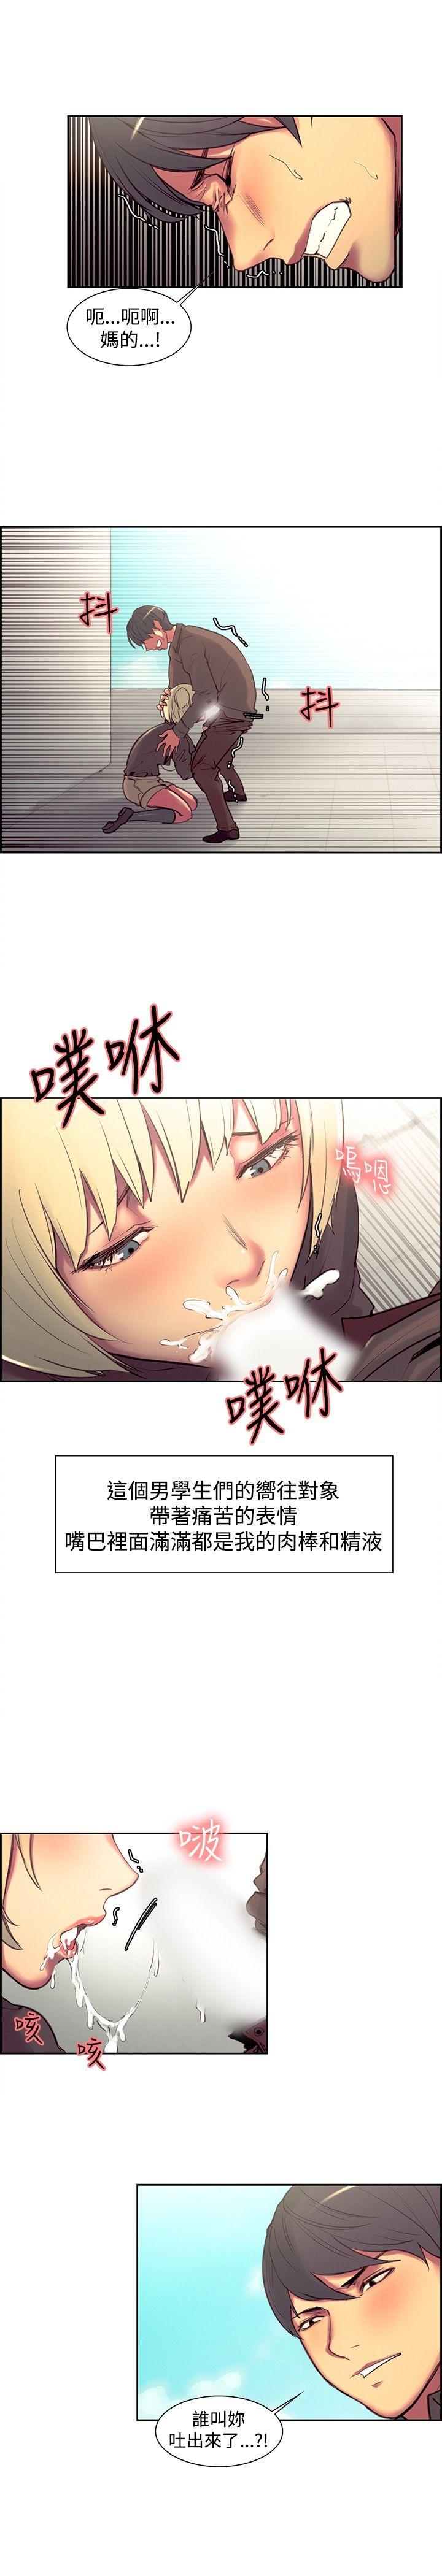 呃...呃啊...
媽的...!
抖
抖
噗咻
嗚嗯
噗咻
這個男學生們的嚮往對象
帶著痛苦的表情
嘴巴裡面滿滿都是我的肉棒和精液
啵
咳
咳
誰叫妳
吐出來了...?!